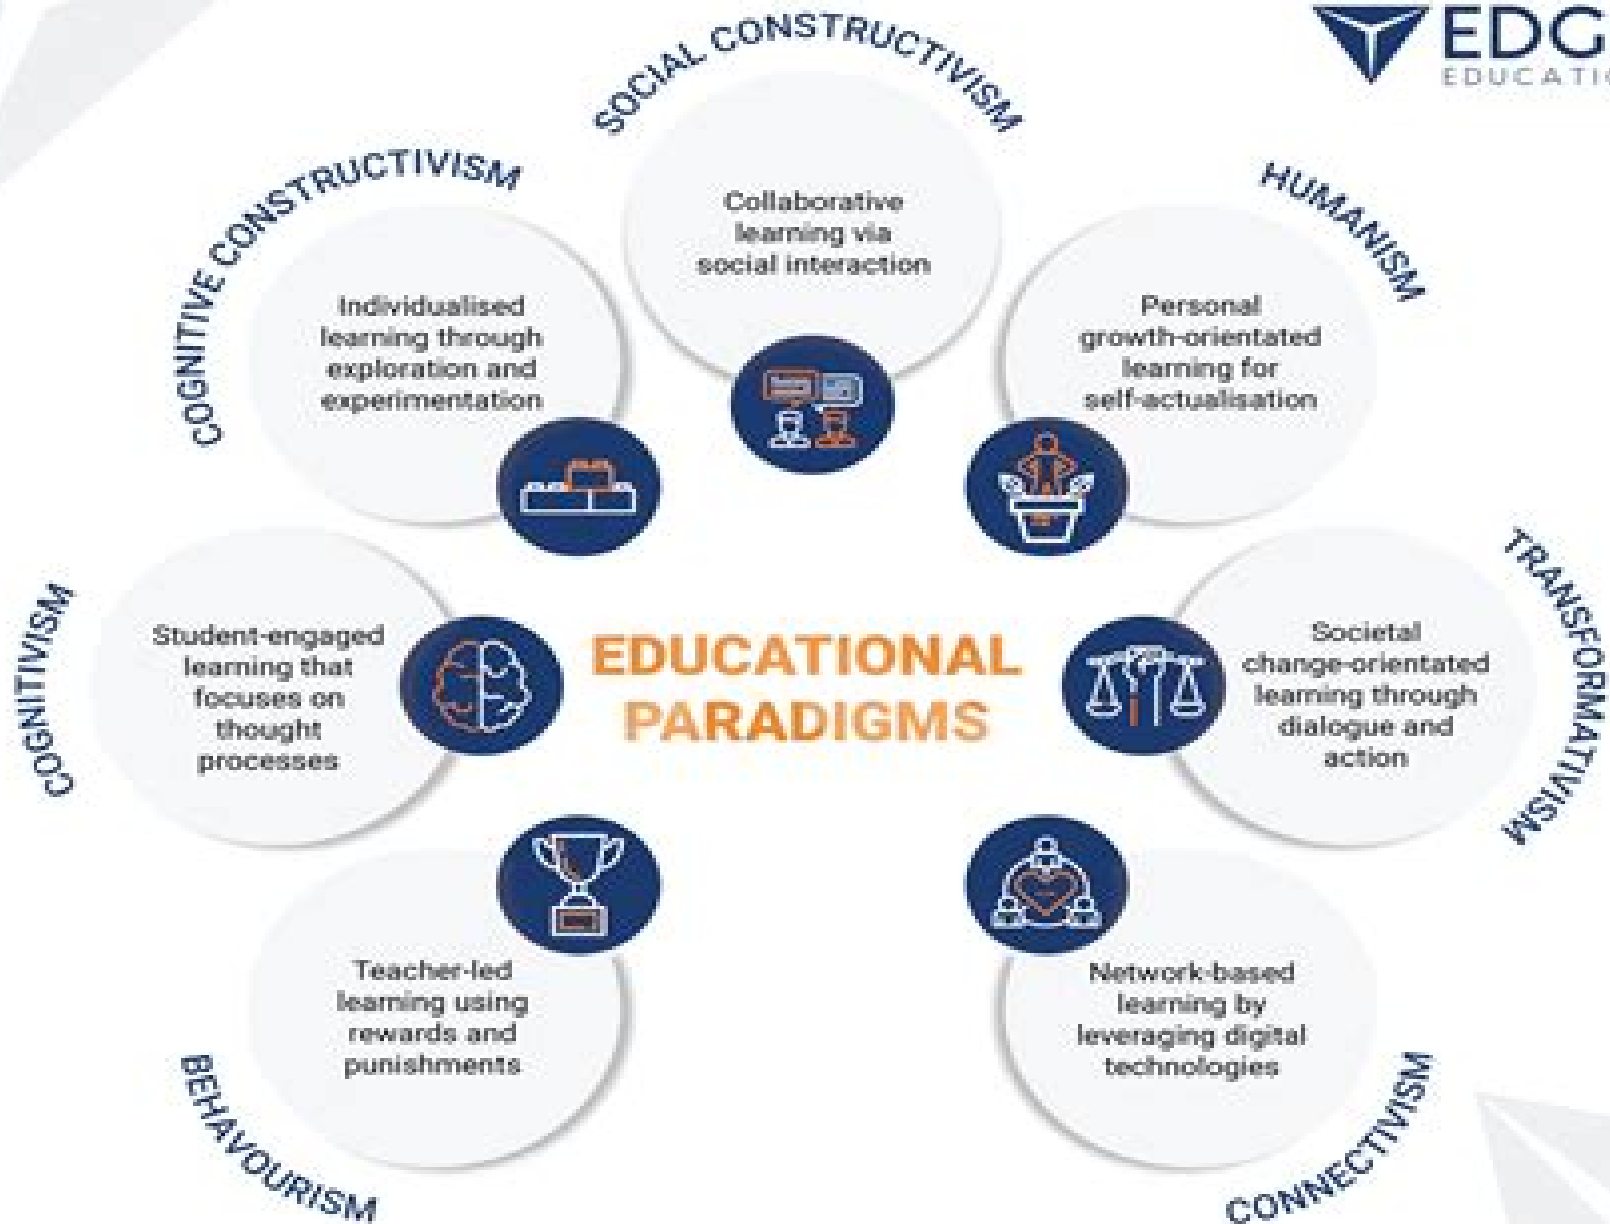 EDG
EDUCATIO
SOCIAL CONSTRUCTIVISM
Collaborative
learning via
social interaction
COGNITIVE CONSTRUCTIVISM
Individualised
learning through
exploration and
experimentation
HUMANISM
Personal
growth-orientated
learning for
self-actualisation
COGNITIVISM
Student-engaged
learning that
focuses on
thought
processes
EDUCATIONAL
PARADIGMS
TRANSFORMATIVISM
Societal
change-orientated
learning through
dialogue and
action
BEHAVOURISM
Teacher-led
learning using
rewards and
punishments
CONNECTIVISM
Network-based
learning by
leveraging digital
technologies